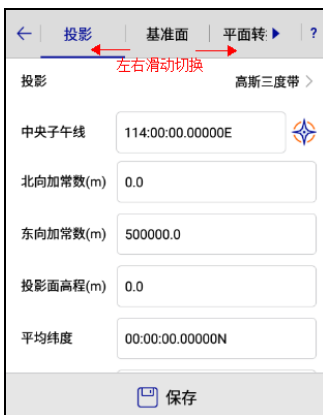 投影 基准面 平面转 ?
左右滑动切换
投影 高斯三度带
中央子午线 114:00:00.00000E
北向加常数(m) 0.0
东向加常数(m) 500000.0
投影面高程(m) 0.0
平均纬度 00:00:00.00000N
保存